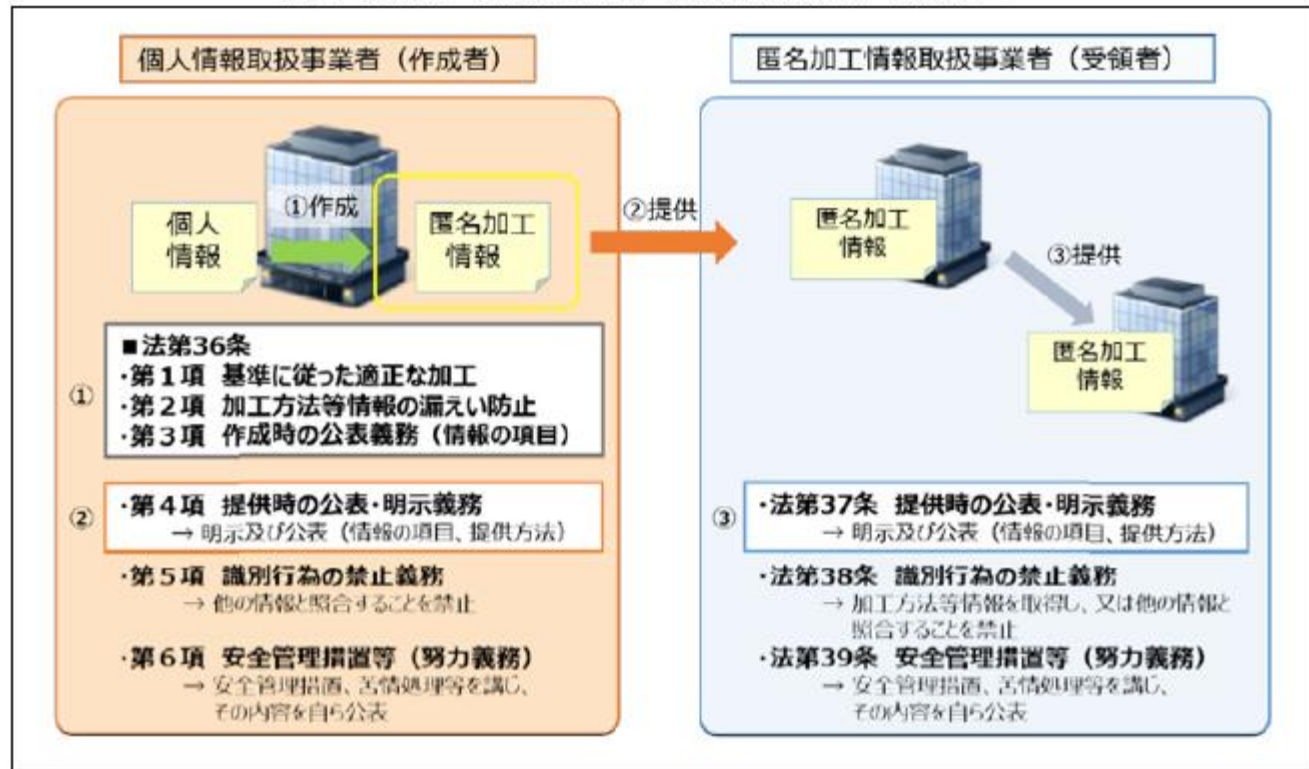 個人情報取扱事業者（作成者）
個人
情報
①作成
匿名加工
情報
②提供
①
■法第36条
・第１項 基準に従った適正な加工
・第２項 加工方法等情報の漏えい防止
・第３項 作成時の公表義務（情報の項目）
②
・第４項 提供時の公表・明示義務
→ 明示及び公表（情報の項目、提供方法）
・第５項 識別行為の禁止義務
→ 他の情報と照合することを禁止
・第６項 安全管理措置等（努力義務）
→ 安全管理措置、苦情処理等を講じ、
その内容を自ら公表
匿名加工情報取扱事業者（受領者）
匿名加工
情報
③提供
匿名加工
情報
③
・法第37条 提供時の公表・明示義務
→ 明示及び公表（情報の項目、提供方法）
・法第38条 識別行為の禁止義務
→ 加工方法等情報を取得し、又は他の情報と
照合することを禁止
・法第39条 安全管理措置等（努力義務）
→ 安全管理措置、苦情処理等を講じ、
その内容を自ら公表